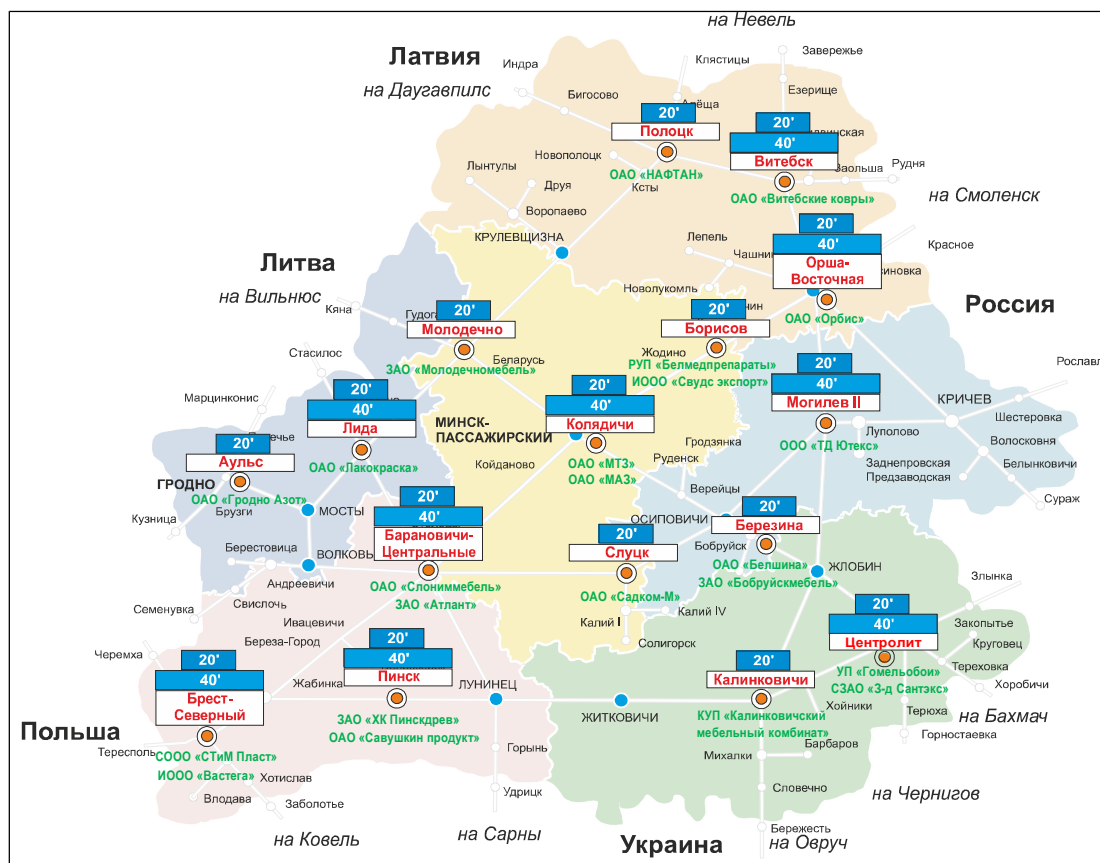 на Невель
Латвия
Индра
на Даугавпилс
Клястицы
Завережье
Бигосово
Езерище
20'
Полоцк
20'
40'
Витебск
Новополоцк
Лынтулы
Друя
ОАО «НАФТАН»
Ксты
Заольша
Рудня
ОАО «Витебские ковры»
на Смоленск
Воропаево
КРУЛЕВЩИЗНА
Лепель
Чашники
20'
40'
Орша-
Восточная
Красное
Литва
на Вильнюс
Новолукомль
Кяна
20'
Молодечно
20'
Борисов
ОАО «Орбис»
Россия
Стасилос
Беларусь
ЗАО «Молодечномебель»
Жодино
РУП «Белмедпрепараты»
ИООО «Свудс экспорт»
20'
40'
Могилев II
Рославль
Марцинконис
20'
40'
Лида
20'
40'
Колядичи
МИНСК-
ПАССАЖИРСКИЙ
КРИЧЕВ
Шестеровка
20'
Аульс
ГРОДНО
ОАО «Гродно Азот»
ОАО «Лакокраска»
Койданово
ОАО «МТЗ»
ОАО «МАЗ»
Гродзянка
Руденск
ООО «ТД Ютекс»
Луполово
Волосковня
Заднепровская
Предзаводская
Белынковичи
Сураж
Верейцы
Кузница
Брузги
МОСТЫ
20'
40'
Барановичи-
Центральные
20'
Слуцк
ОСИПОВИЧИ
20'
Березина
Берестовица
Бобруйск
ОАО «Белшина»
ЗАО «Бобруйскмебель»
ЖЛОБИН
Андреевичи
ОАО «Слониммебель»
ЗАО «Атлант»
ОАО «Садком-М»
Злынка
Семенувка
Свислочь
Ивацевичи
Береза-Город
Калий I
Калий IV
Солигорск
20'
40'
Центролит
Закопытье
Круговец
Тереховка
Хоробичи
Черемха
20'
40'
Брест-
Северный
20'
40'
Пинск
Жабинка
ЛУНИНЕЦ
20'
Калинковичи
УП «Гомельобои»
СЗАО «З-д Сантэкс»
Хойники
Терюха
на Бахмач
Горностаевка
Польша
ЖИТКОВИЧИ
ЗАО «ХК Пинскдрев»
ОАО «Савушкин продукт»
КУП «Калинковичский
мебельный комбинат»
Тересполь
СООО «СТиМ Пласт»
ИООО «Вастега»
Горынь
Михалки
Барбаров
Хотислав
Влодава
Заболотье
Удрицк
Словечно
на Чернигов
на Ковель
на Сарны
Украина
Бережесть
на Овруч